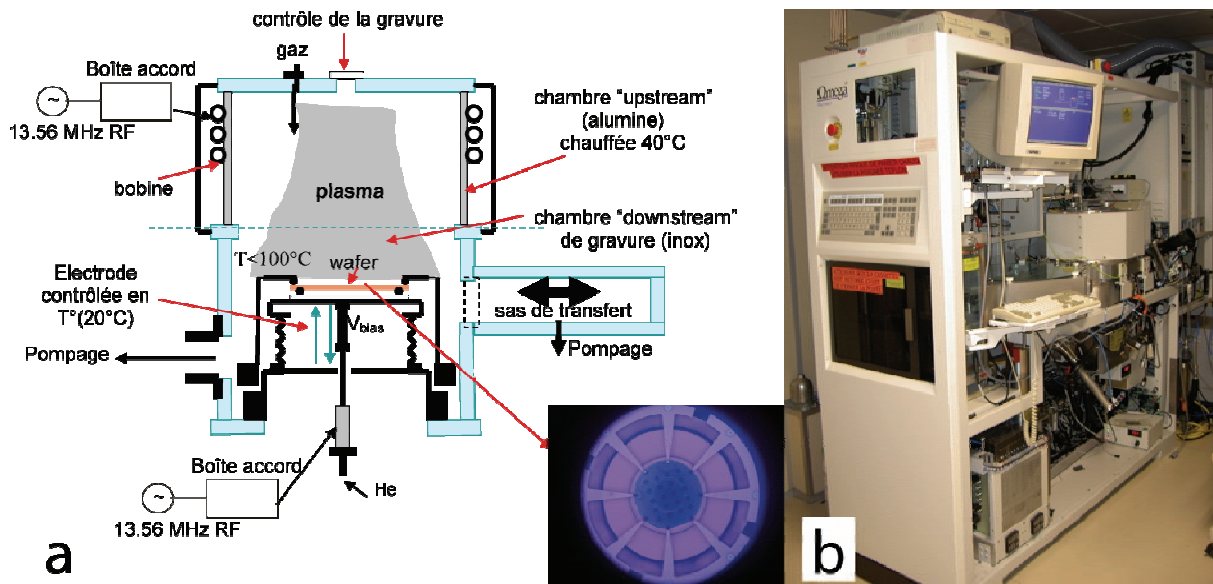 contrôle de la gravure
gaz
Boîte accord
~
13.56 MHz RF
bobine
chambre “upstream”
(alumine)
chauffée 40°C
plasma
chambre “downstream”
de gravure (inox)
T<100°C
wafer
Electrode
contrôlée en
T°(20°C)
Vbias
sas de transfert
Pompage
Pompage
Boîte accord
~
13.56 MHz RF
He
a
Omega
b